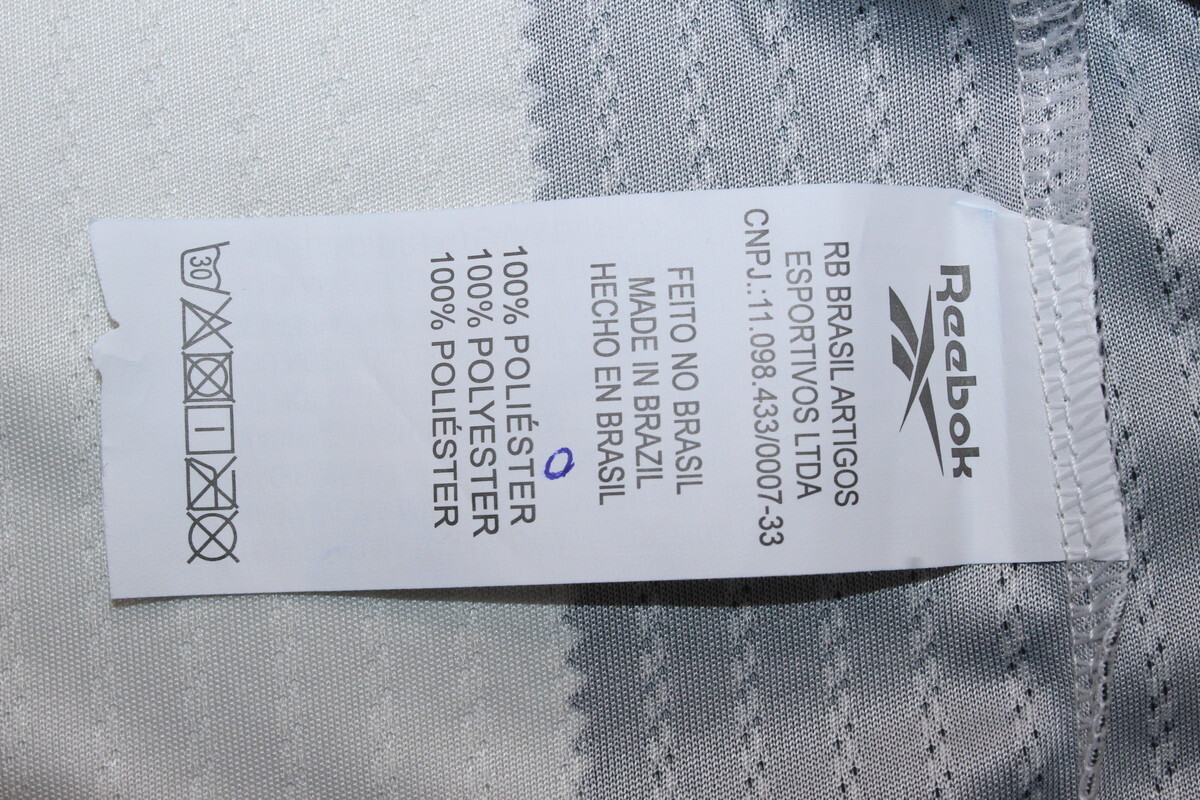 Reebok
RB BRASIL ARTIGOS
ESPORTIVOS LTDA
CNPJ.:11.098.433/0007-33
FEITO NO BRASIL
MADE IN BRAZIL
HECHO EN BRASIL
100% POLIÉSTER
100% POLYESTER
100% POLIÉSTER
30